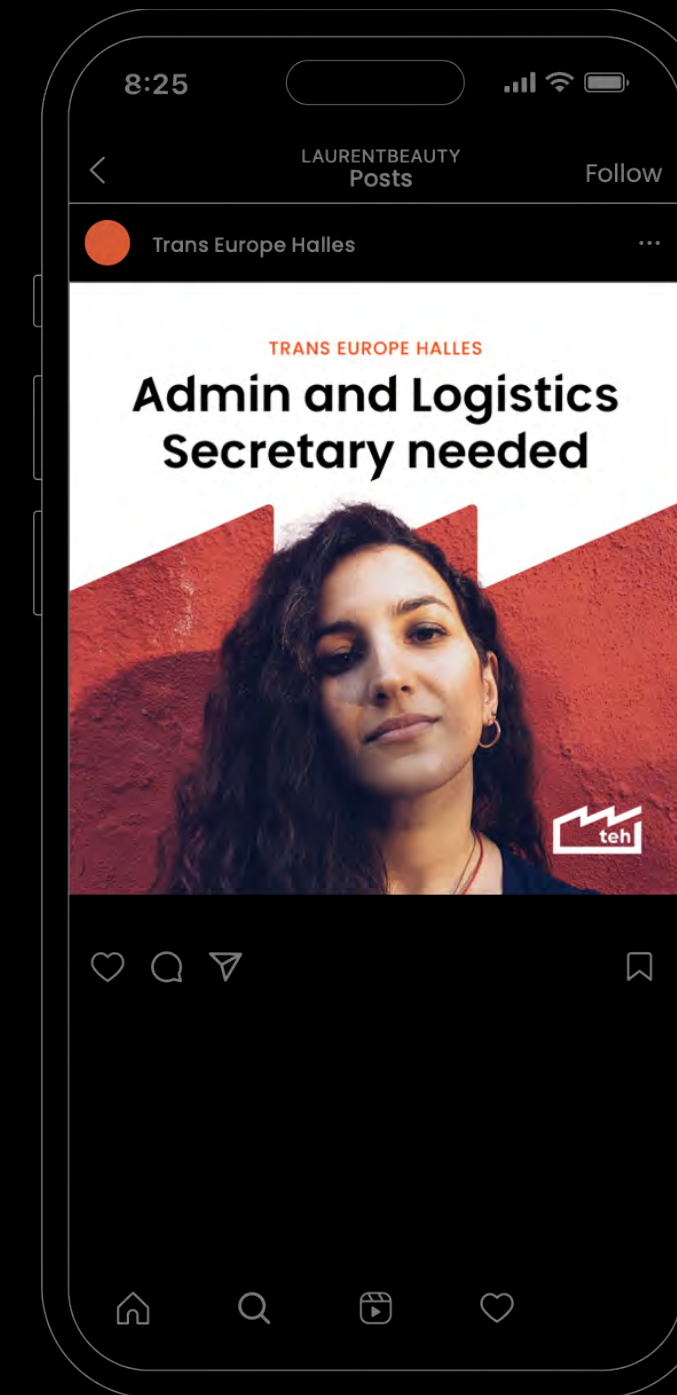 8:25
LAURENTBEAUTY
Posts
Follow
Trans Europe Halles
TRANS EUROPE HALLES
Admin and Logistics
Secretary needed
teh